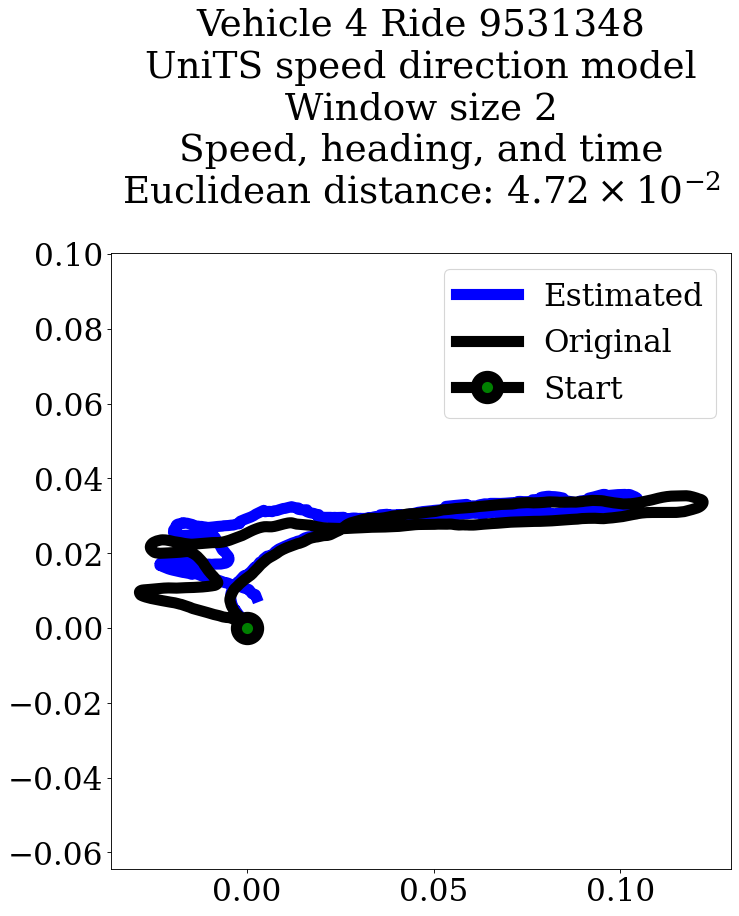 Vehicle 4 Ride 9531348
UniTS speed direction model
Window size 2
Speed, heading, and time
Euclidean distance: 4.72 × 10⁻²
0.10
0.08
0.06
0.04
0.02
0.00
−0.02
−0.04
−0.06
Estimated
Original
Start
0.00 0.05 0.10